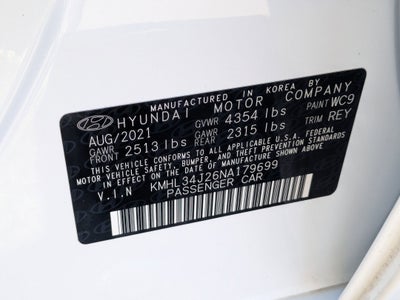 MANUFACTURED IN KOREA BY
HYUNDAI MOTOR COMPANY
AUG/2021 GVWR 4354 lbs PAINT WC9
GAWR FRONT 2513 lbs GAWR REAR 2315 lbs TRIM REY
THIS VEHICLE CONFORMS TO ALL APPLICABLE U.S.A. FEDERAL
MOTOR VEHICLE SAFETY, BUMPER, AND THEFT PREVENTION
STANDARDS IN EFFECT ON THE DATE OF MANUFACTURE SHOWN ABOVE.
V.I.N KMHL34J26NA179699
PASSENGER CAR